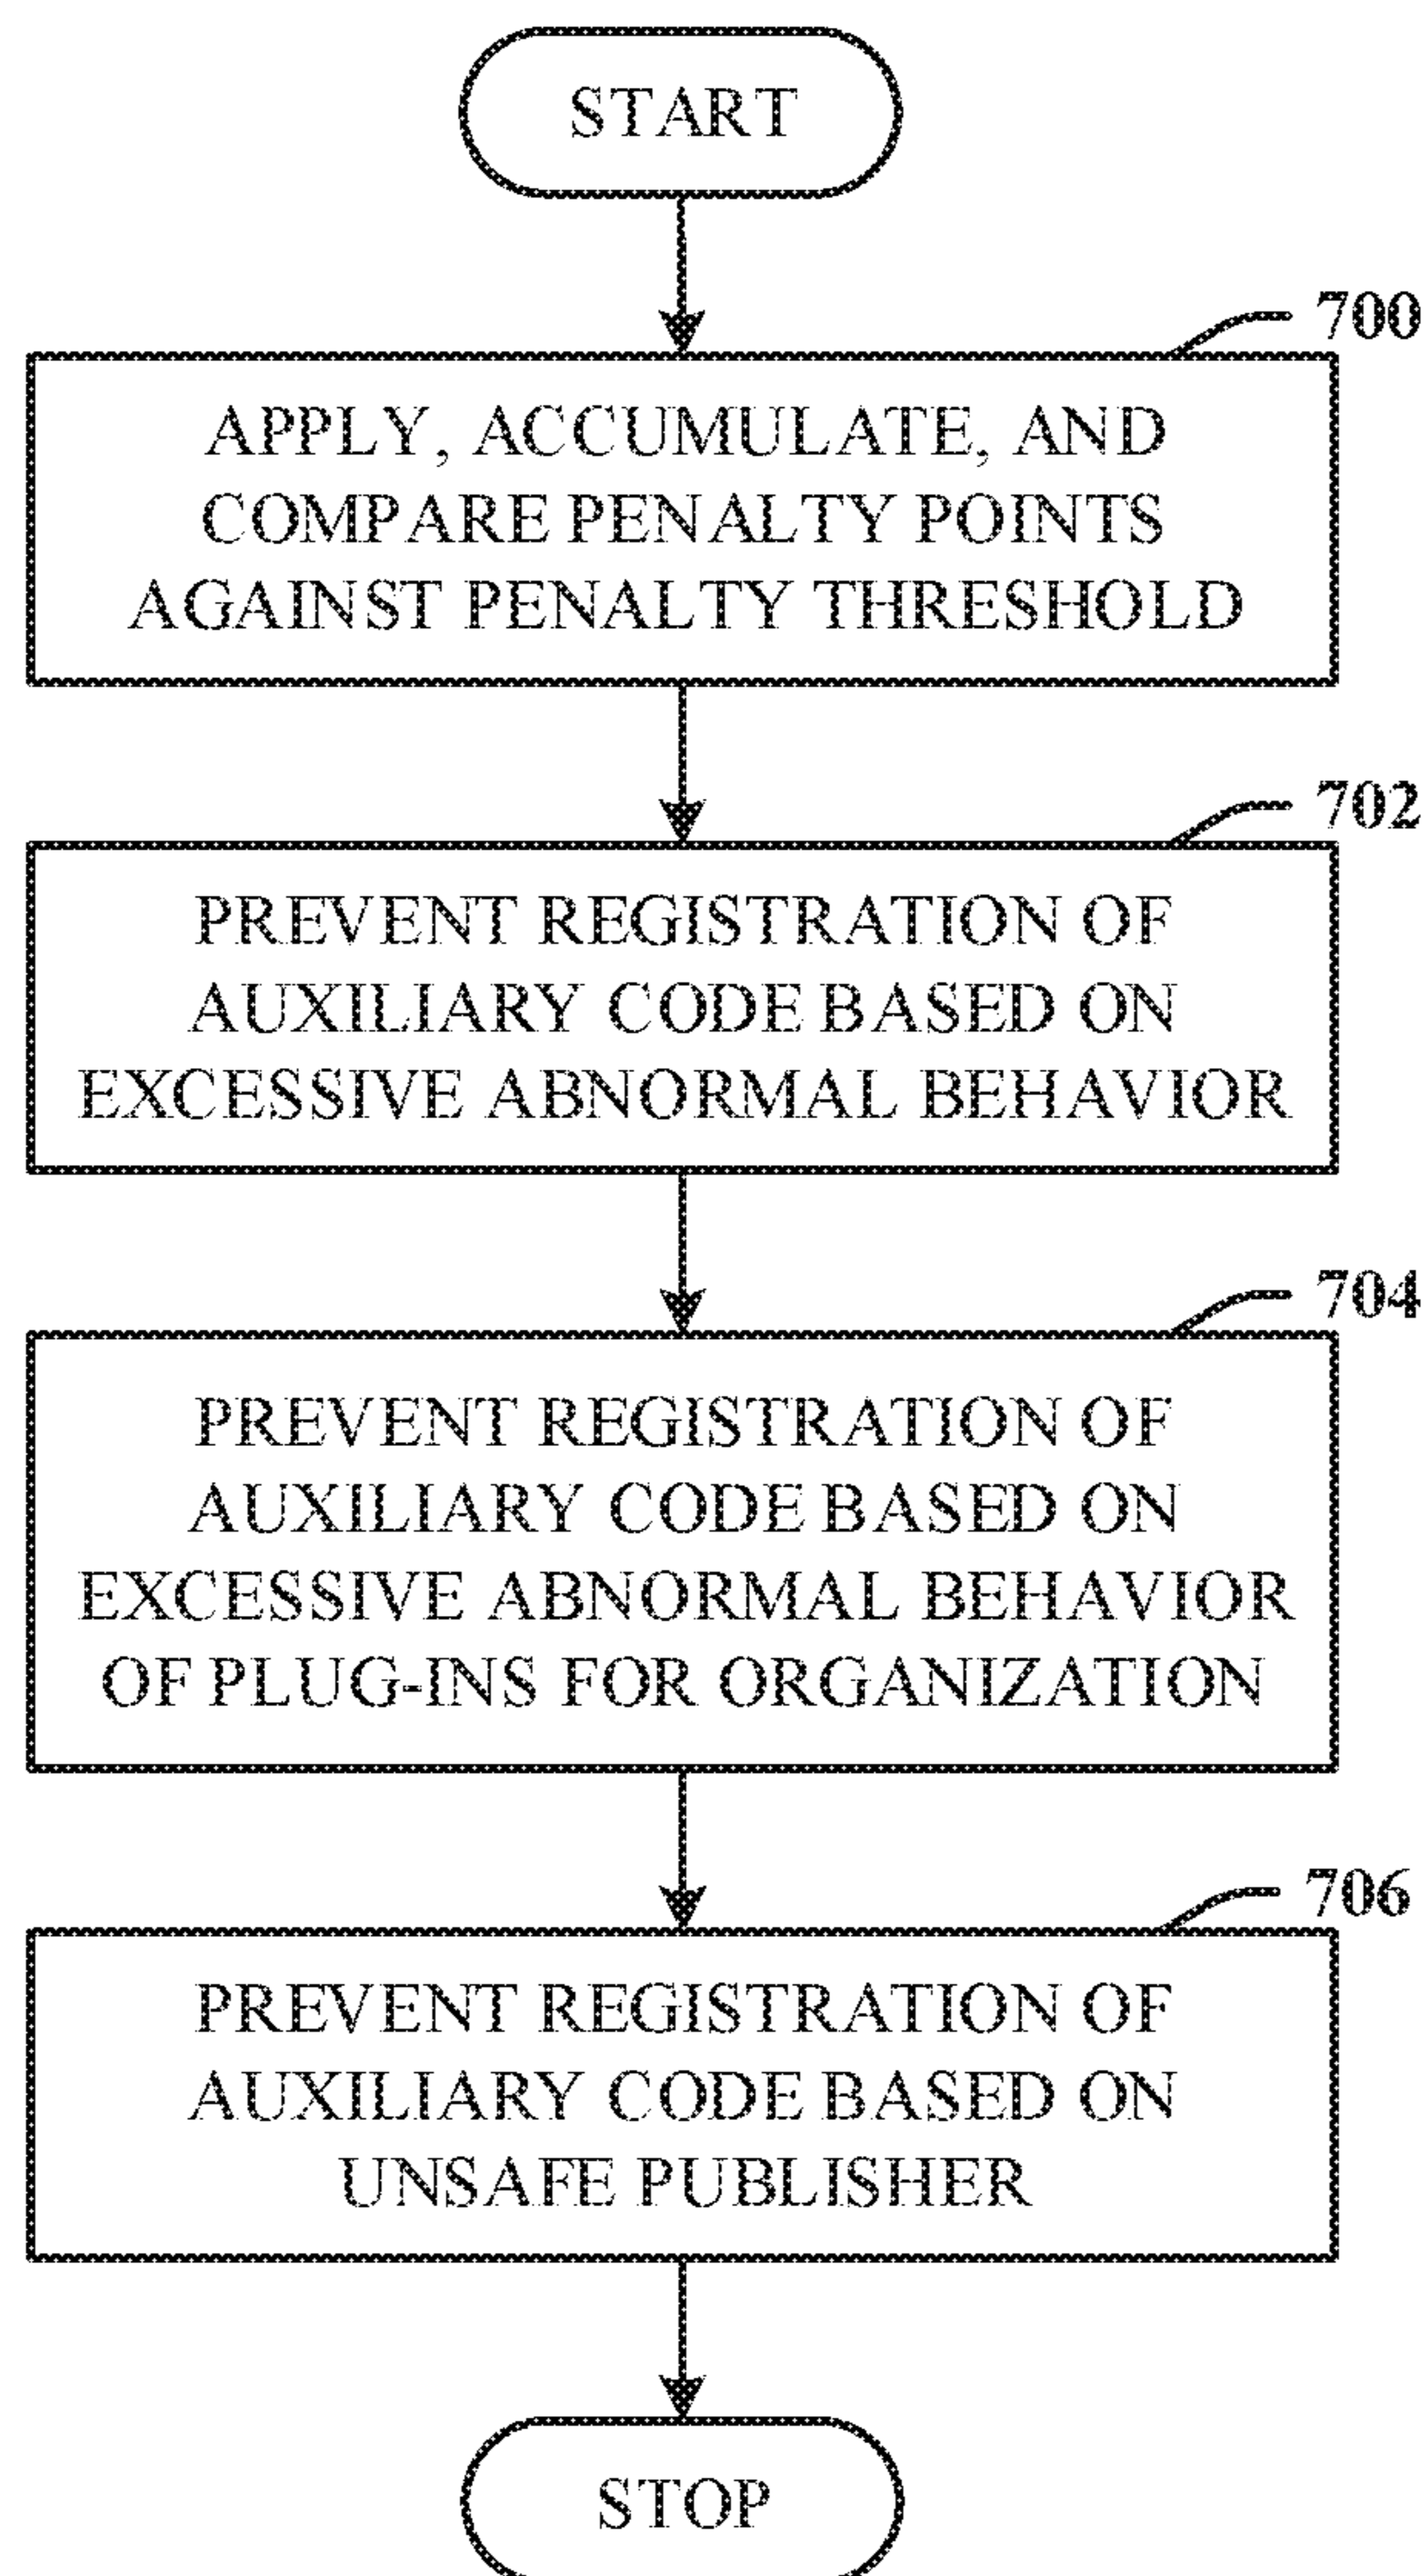 START
700
APPLY, ACCUMULATE, AND
COMPARE PENALTY POINTS
AGAINST PENALTY THRESHOLD
702
PREVENT REGISTRATION OF
AUXILIARY CODE BASED ON
EXCESSIVE ABNORMAL BEHAVIOR
704
PREVENT REGISTRATION OF
AUXILIARY CODE BASED ON
EXCESSIVE ABNORMAL BEHAVIOR
OF PLUG-INS FOR ORGANIZATION
706
PREVENT REGISTRATION OF
AUXILIARY CODE BASED ON
UNSAFE PUBLISHER
STOP